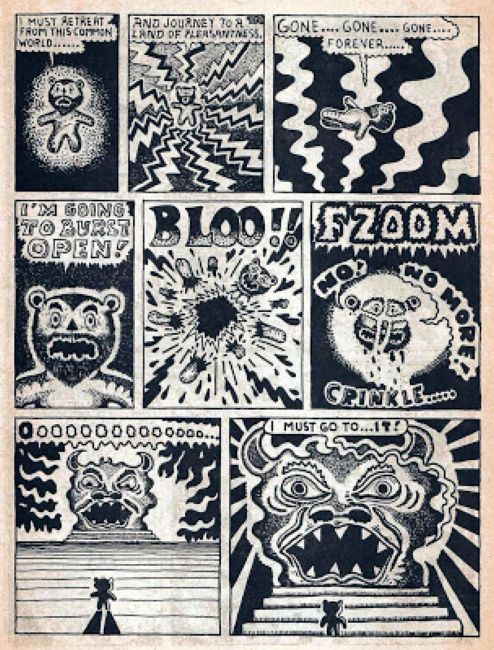 I MUST RETREAT
FROM THIS COMMON
WORLD......
AND JOURNEY TO A
LAND OF PLEASANTNESS.
GONE.... GONE.... GONE....
FOREVER.....
I'M GOING
TO BURST
OPEN!
BLOO!!
FZOOM
NO! NO MORE!
CRINKLE.....
OOOOOOOOOOOOO...
I MUST GO TO...IT!